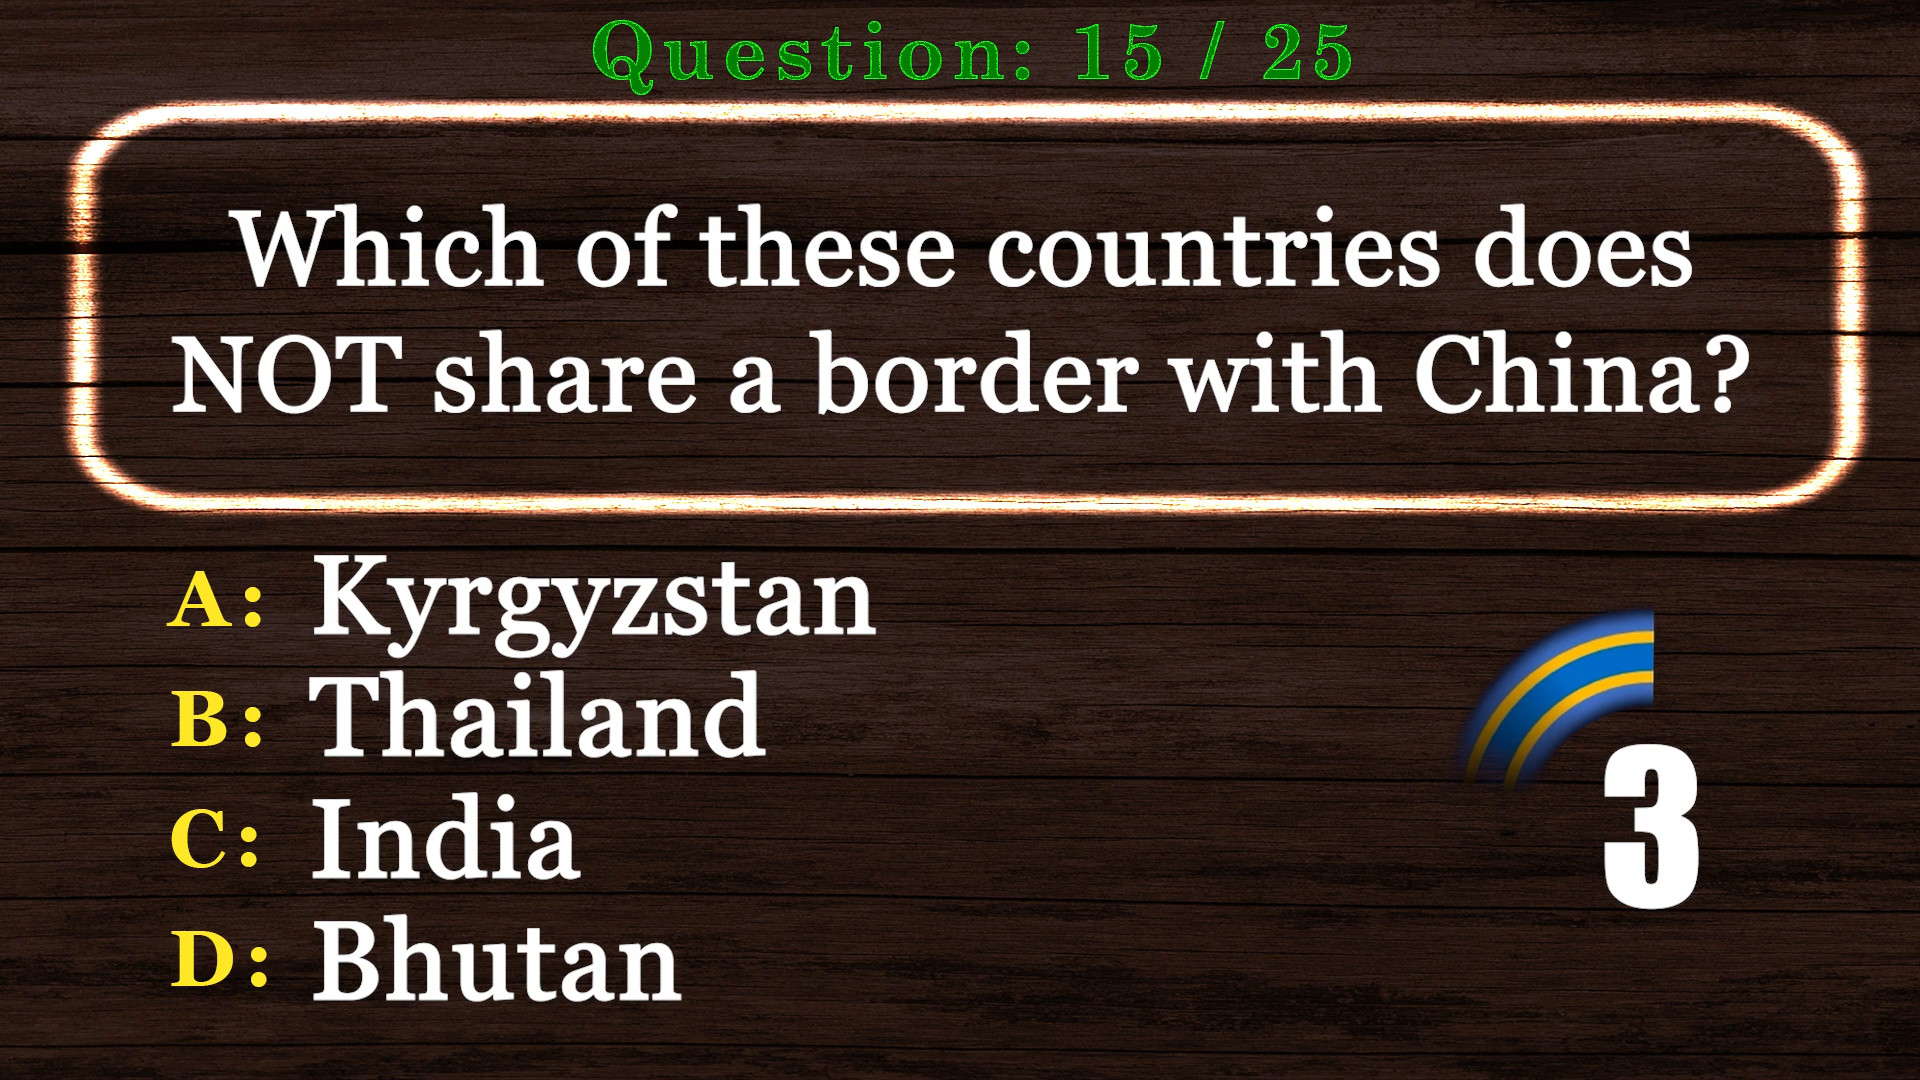 Question: 15 / 25
Which of these countries does
NOT share a border with China?
A: Kyrgyzstan
B: Thailand
C: India
D: Bhutan
3